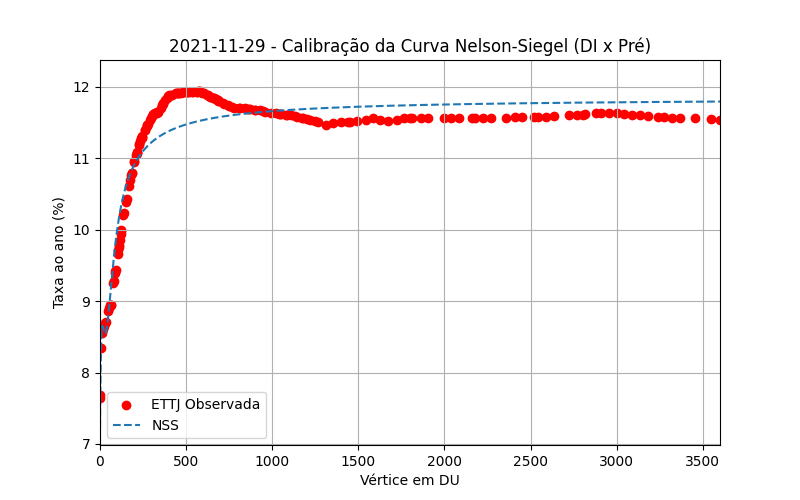 2021-11-29 - Calibração da Curva Nelson-Siegel (DI x Pré)
Taxa ao ano (%)
12
11
10
9
8
7
ETTJ Observada
NSS
0 500 1000 1500 2000 2500 3000 3500
Vértice em DU